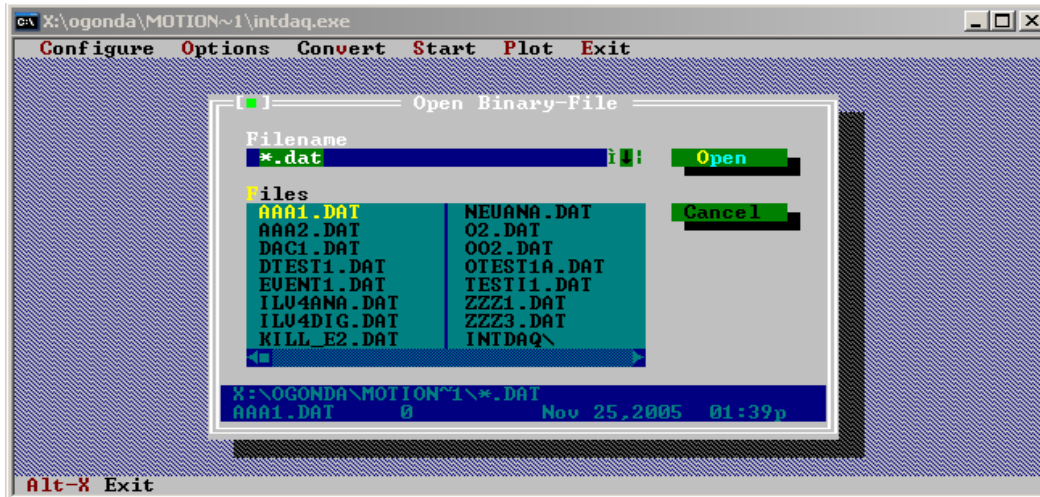 X:\ogonda\MOTION~1\intdaq.exe
Configure Options Convert Start Plot Exit
Open Binary-File
Filename
*.dat
Open
Files
Cancel
AAA1.DAT
AAA2.DAT
DAC1.DAT
DTEST1.DAT
EVENT1.DAT
ILV4ANA.DAT
ILV4DIG.DAT
KILL_E2.DAT
NEUANA.DAT
O2.DAT
OO2.DAT
OTEST1A.DAT
TESTI1.DAT
ZZZ1.DAT
ZZZ3.DAT
INTDAQ\
X:\OGONDA\MOTION~1\*.DAT
AAA1.DAT 0 Nov 25,2005 01:39p
Alt-X Exit